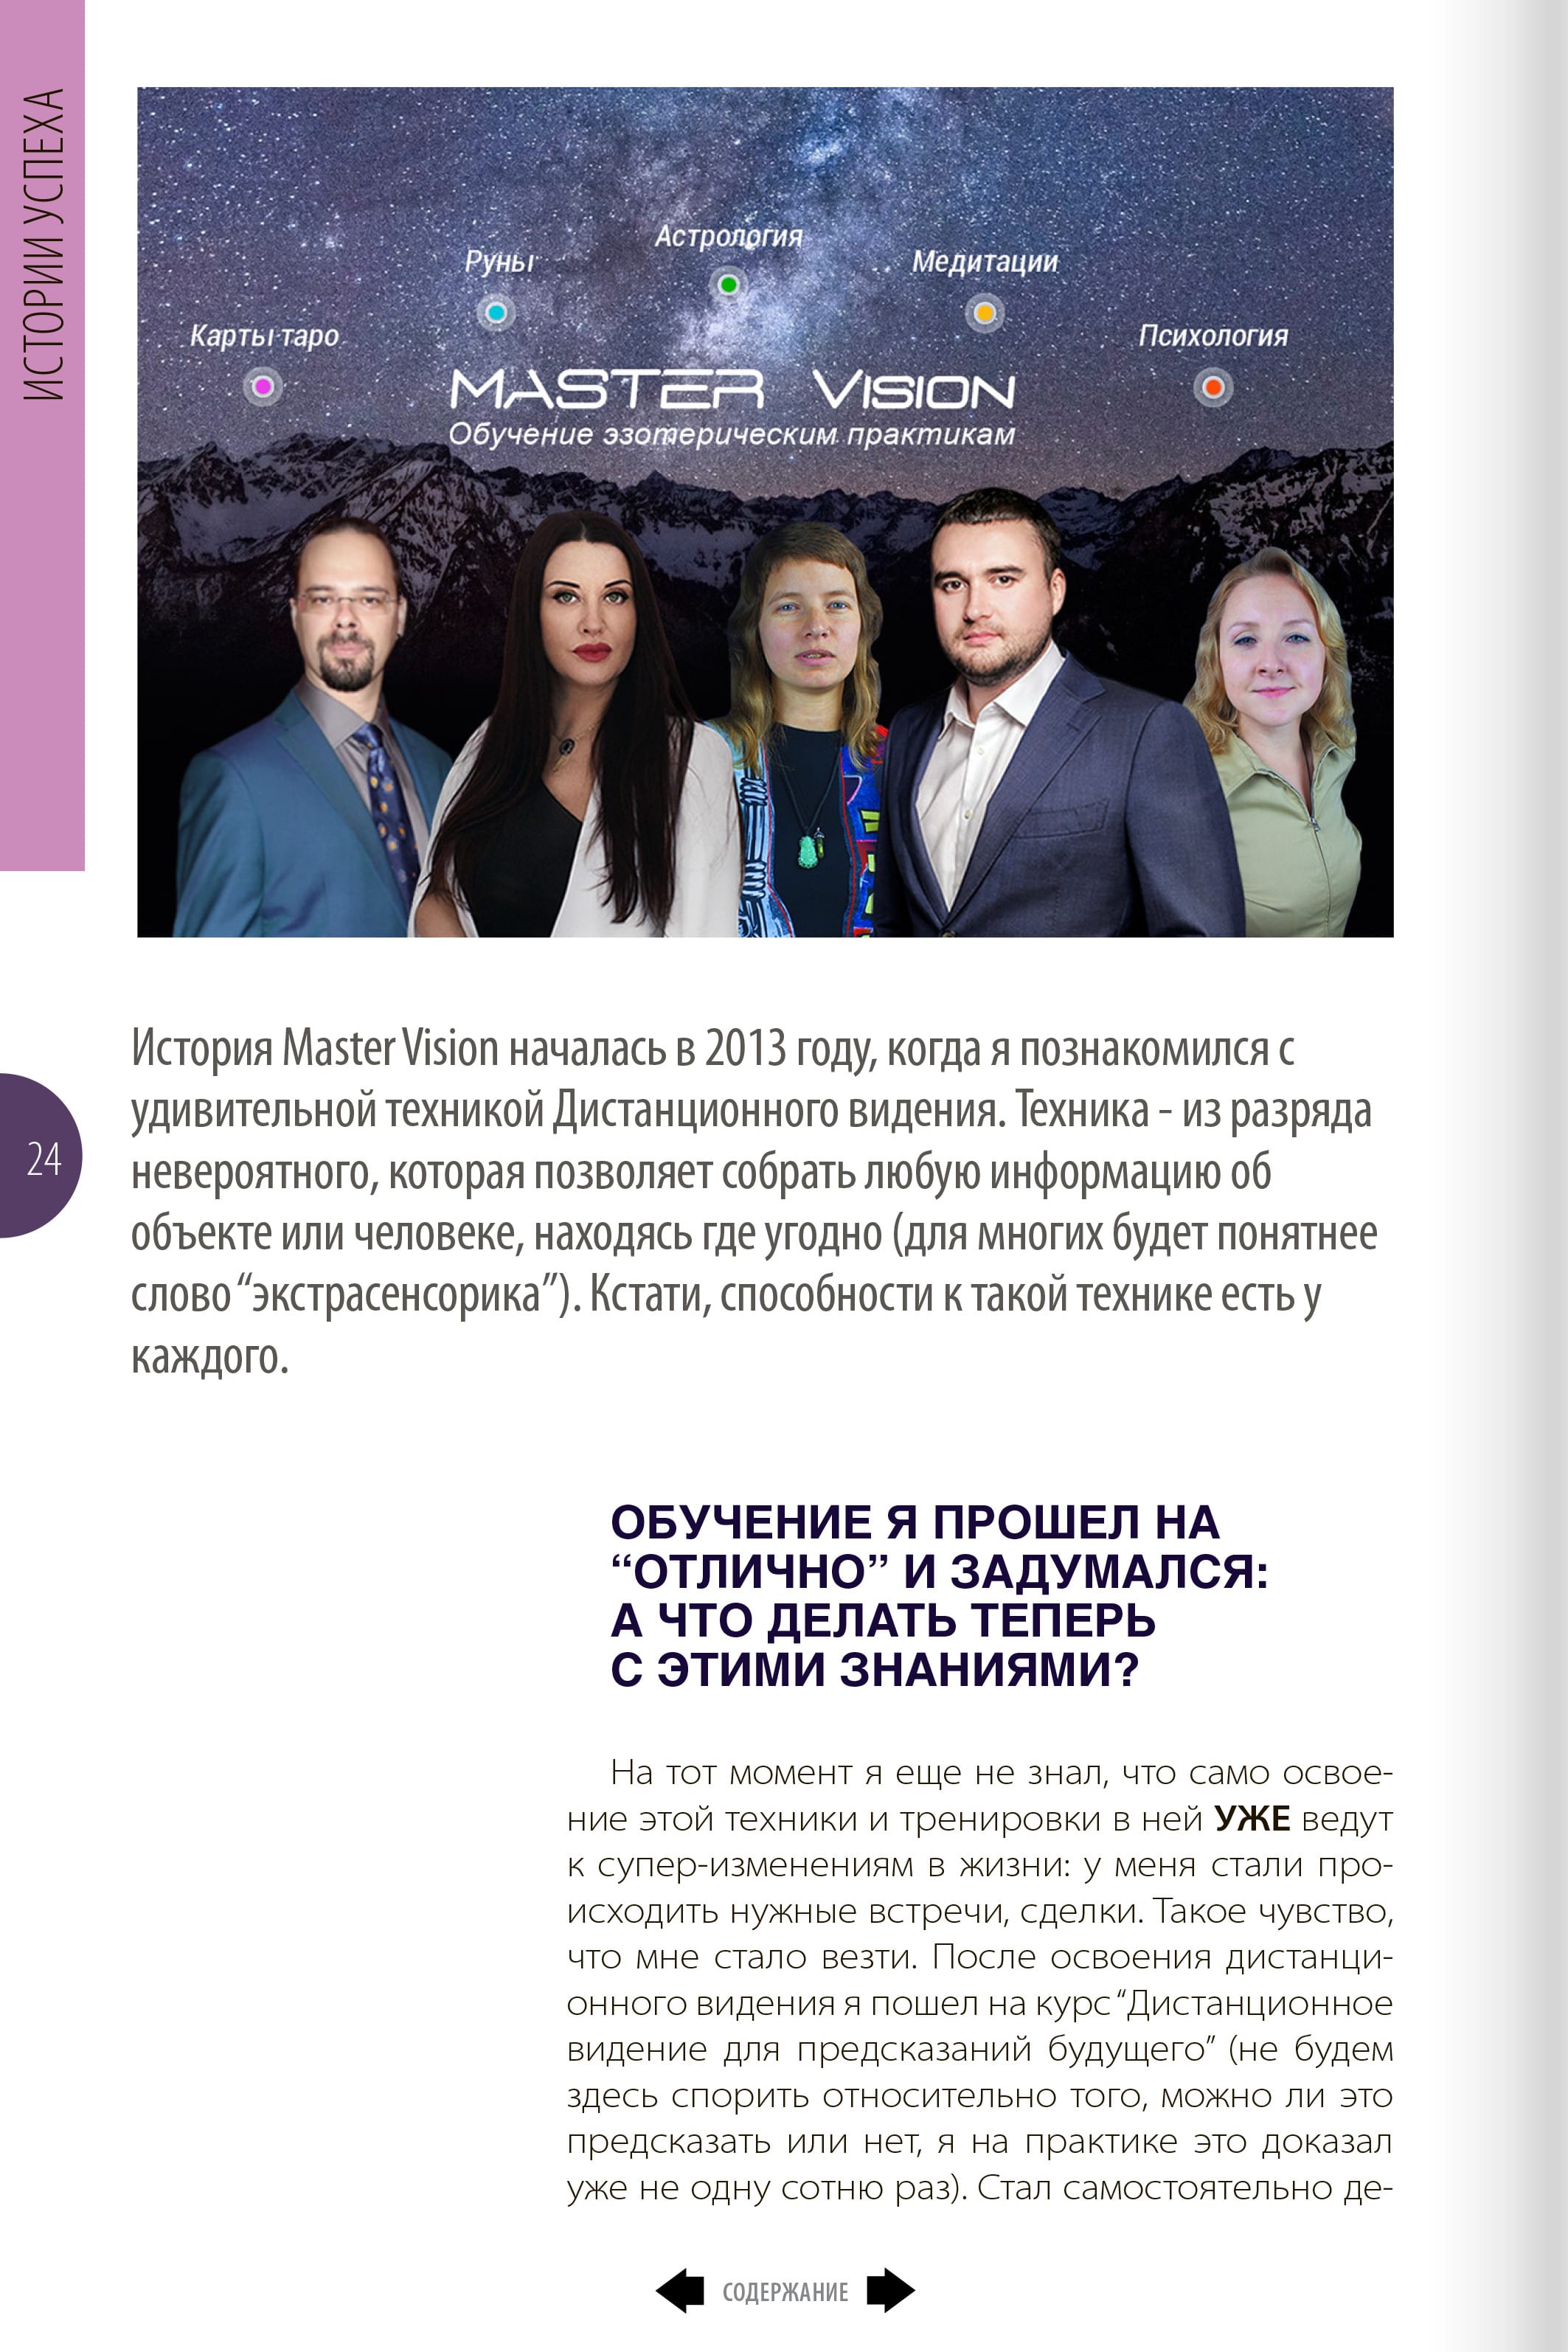 ИСТОРИИ УСПЕХА
Астрология
Руны
Медитации
Карты таро
Психология
MASTER VISION
Обучение эзотерическим практикам
История Master Vision началась в 2013 году, когда я познакомился с
удивительной техникой Дистанционного видения. Техника - из разряда
невероятного, которая позволяет собрать любую информацию об
объекте или человеке, находясь где угодно (для многих будет понятнее
слово “экстрасенсорика”). Кстати, способности к такой технике есть у
каждого.
24
ОБУЧЕНИЕ Я ПРОШЕЛ НА
“ОТЛИЧНО” И ЗАДУМАЛСЯ:
А ЧТО ДЕЛАТЬ ТЕПЕРЬ
С ЭТИМИ ЗНАНИЯМИ?
На тот момент я еще не знал, что само освое-
ние этой техники и тренировки в ней УЖЕ ведут
к супер-изменениям в жизни: у меня стали про-
исходить нужные встречи, сделки. Такое чувство,
что мне стало везти. После освоения дистанци-
онного видения я пошел на курс “Дистанционное
видение для предсказаний будущего” (не будем
здесь спорить относительно того, можно ли это
предсказать или нет, я на практике это доказал
уже не одну сотню раз). Стал самостоятельно де-
СОДЕРЖАНИЕ